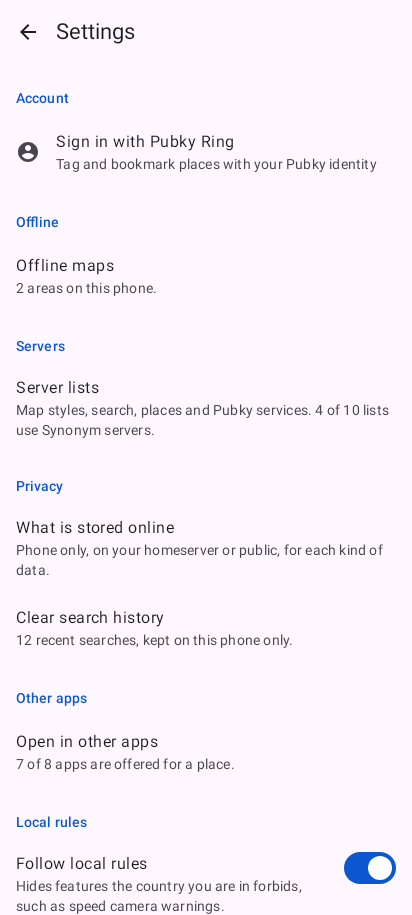 Settings
Account
Sign in with Pubky Ring
Tag and bookmark places with your Pubky identity
Offline
Offline maps
2 areas on this phone.
Servers
Server lists
Map styles, search, places and Pubky services. 4 of 10 lists
use Synonym servers.
Privacy
What is stored online
Phone only, on your homeserver or public, for each kind of
data.
Clear search history
12 recent searches, kept on this phone only.
Other apps
Open in other apps
7 of 8 apps are offered for a place.
Local rules
Follow local rules
Hides features the country you are in forbids,
such as speed camera warnings.